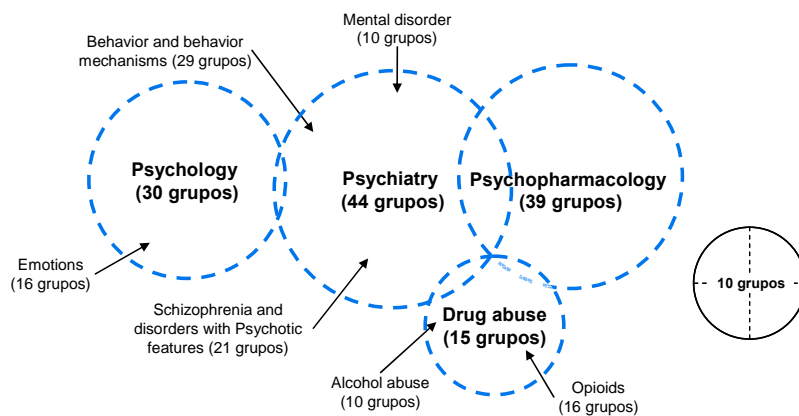 Mental disorder
(10 grupos)
Behavior and behavior
mechanisms (29 grupos)
Psychology
(30 grupos)
Psychiatry
(44 grupos)
Psychopharmacology
(39 grupos)
Emotions
(16 grupos)
10 grupos
Schizophrenia and
disorders with Psychotic
features (21 grupos)
Drug abuse
(15 grupos)
Alcohol abuse
(10 grupos)
Opioids
(16 grupos)